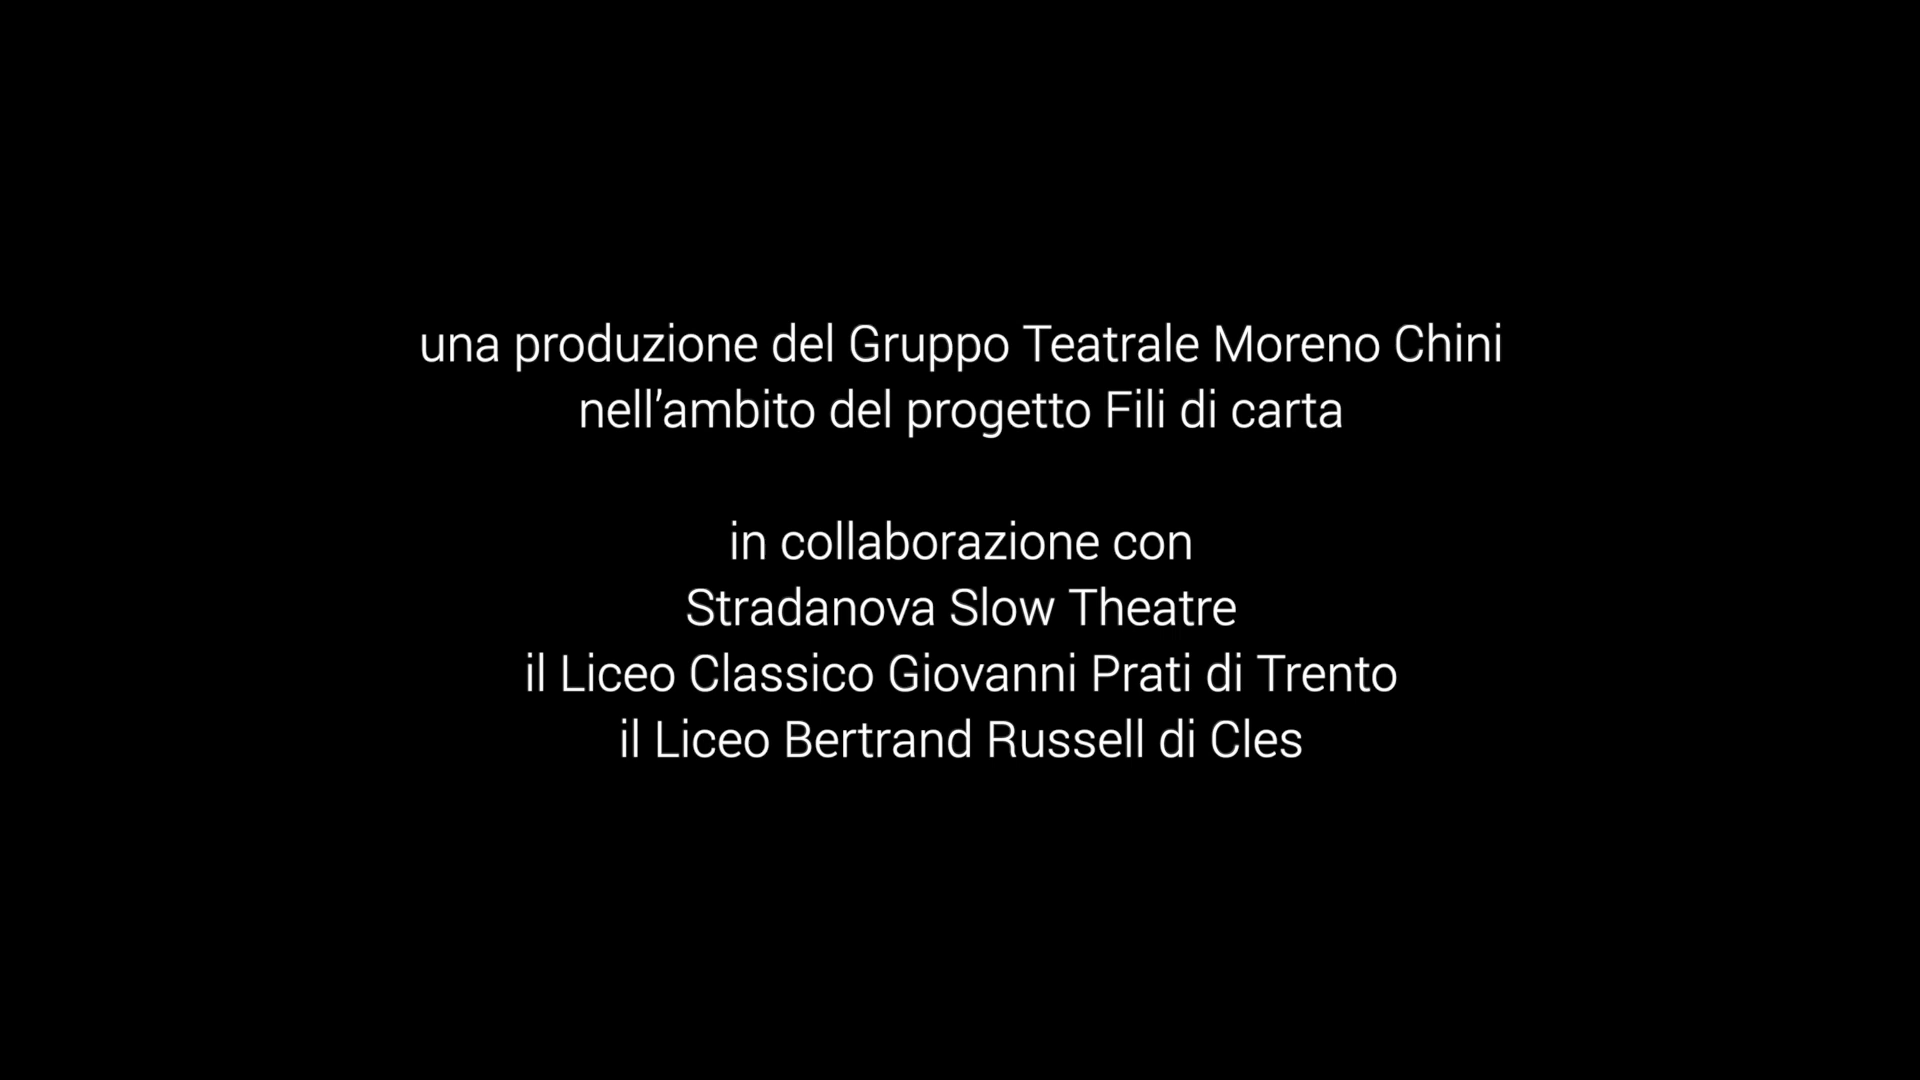 una produzione del Gruppo Teatrale Moreno Chini
nell’ambito del progetto Fili di carta
in collaborazione con
Stradanova Slow Theatre
il Liceo Classico Giovanni Prati di Trento
il Liceo Bertrand Russell di Cles